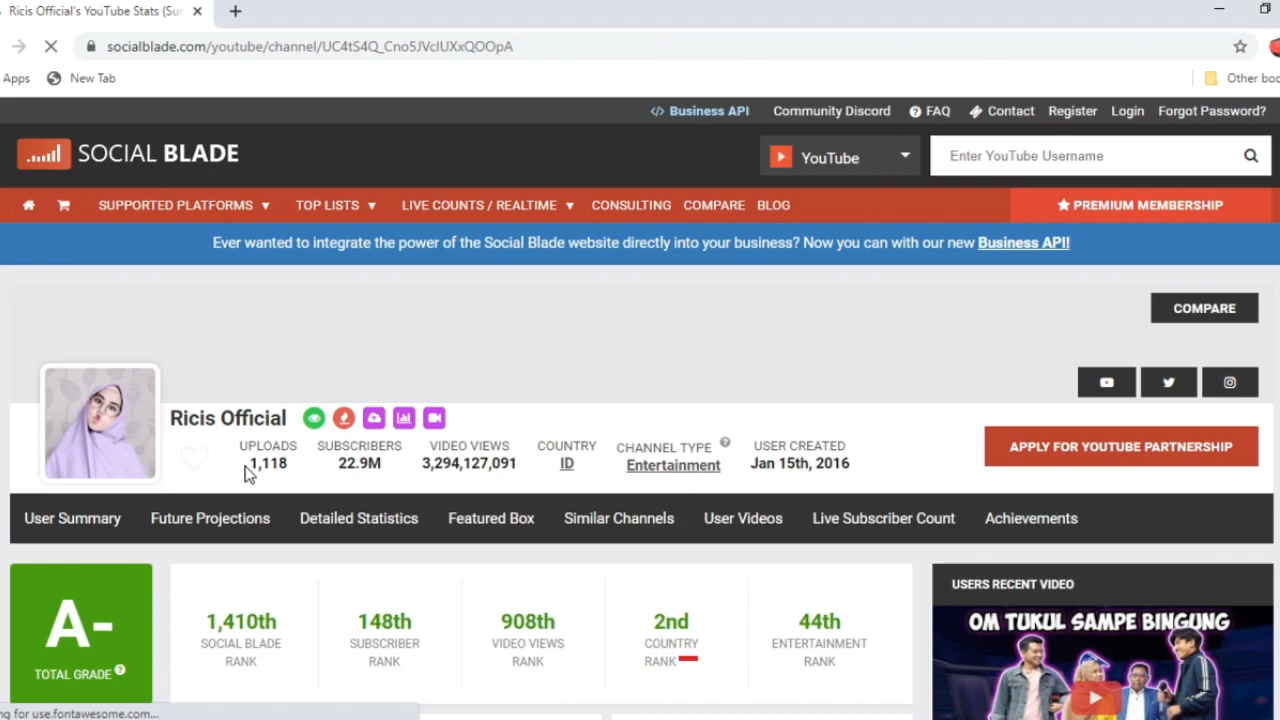 Ricis Official's YouTube Stats (Su
socialblade.com/youtube/channel/UC4tS4Q_Cno5JVclUXxQOOpA
Apps New Tab Other boo
</> Business API Community Discord FAQ Contact Register Login Forgot Password?
SOCIAL BLADE YouTube Enter YouTube Username
SUPPORTED PLATFORMS TOP LISTS LIVE COUNTS / REALTIME CONSULTING COMPARE BLOG PREMIUM MEMBERSHIP
Ever wanted to integrate the power of the Social Blade website directly into your business? Now you can with our new Business API!
COMPARE
Ricis Official
UPLOADS SUBSCRIBERS VIDEO VIEWS COUNTRY CHANNEL TYPE USER CREATED
1,118 22.9M 3,294,127,091 ID Entertainment Jan 15th, 2016
APPLY FOR YOUTUBE PARTNERSHIP
User Summary Future Projections Detailed Statistics Featured Box Similar Channels User Videos Live Subscriber Count Achievements
A-
TOTAL GRADE
1,410th 148th 908th 2nd 44th
SOCIAL BLADE SUBSCRIBER VIDEO VIEWS COUNTRY ENTERTAINMENT
RANK RANK RANK RANK RANK
USERS RECENT VIDEO
OM TUKUL SAMPE BINGUNG
ng for use.fontawesome.com...